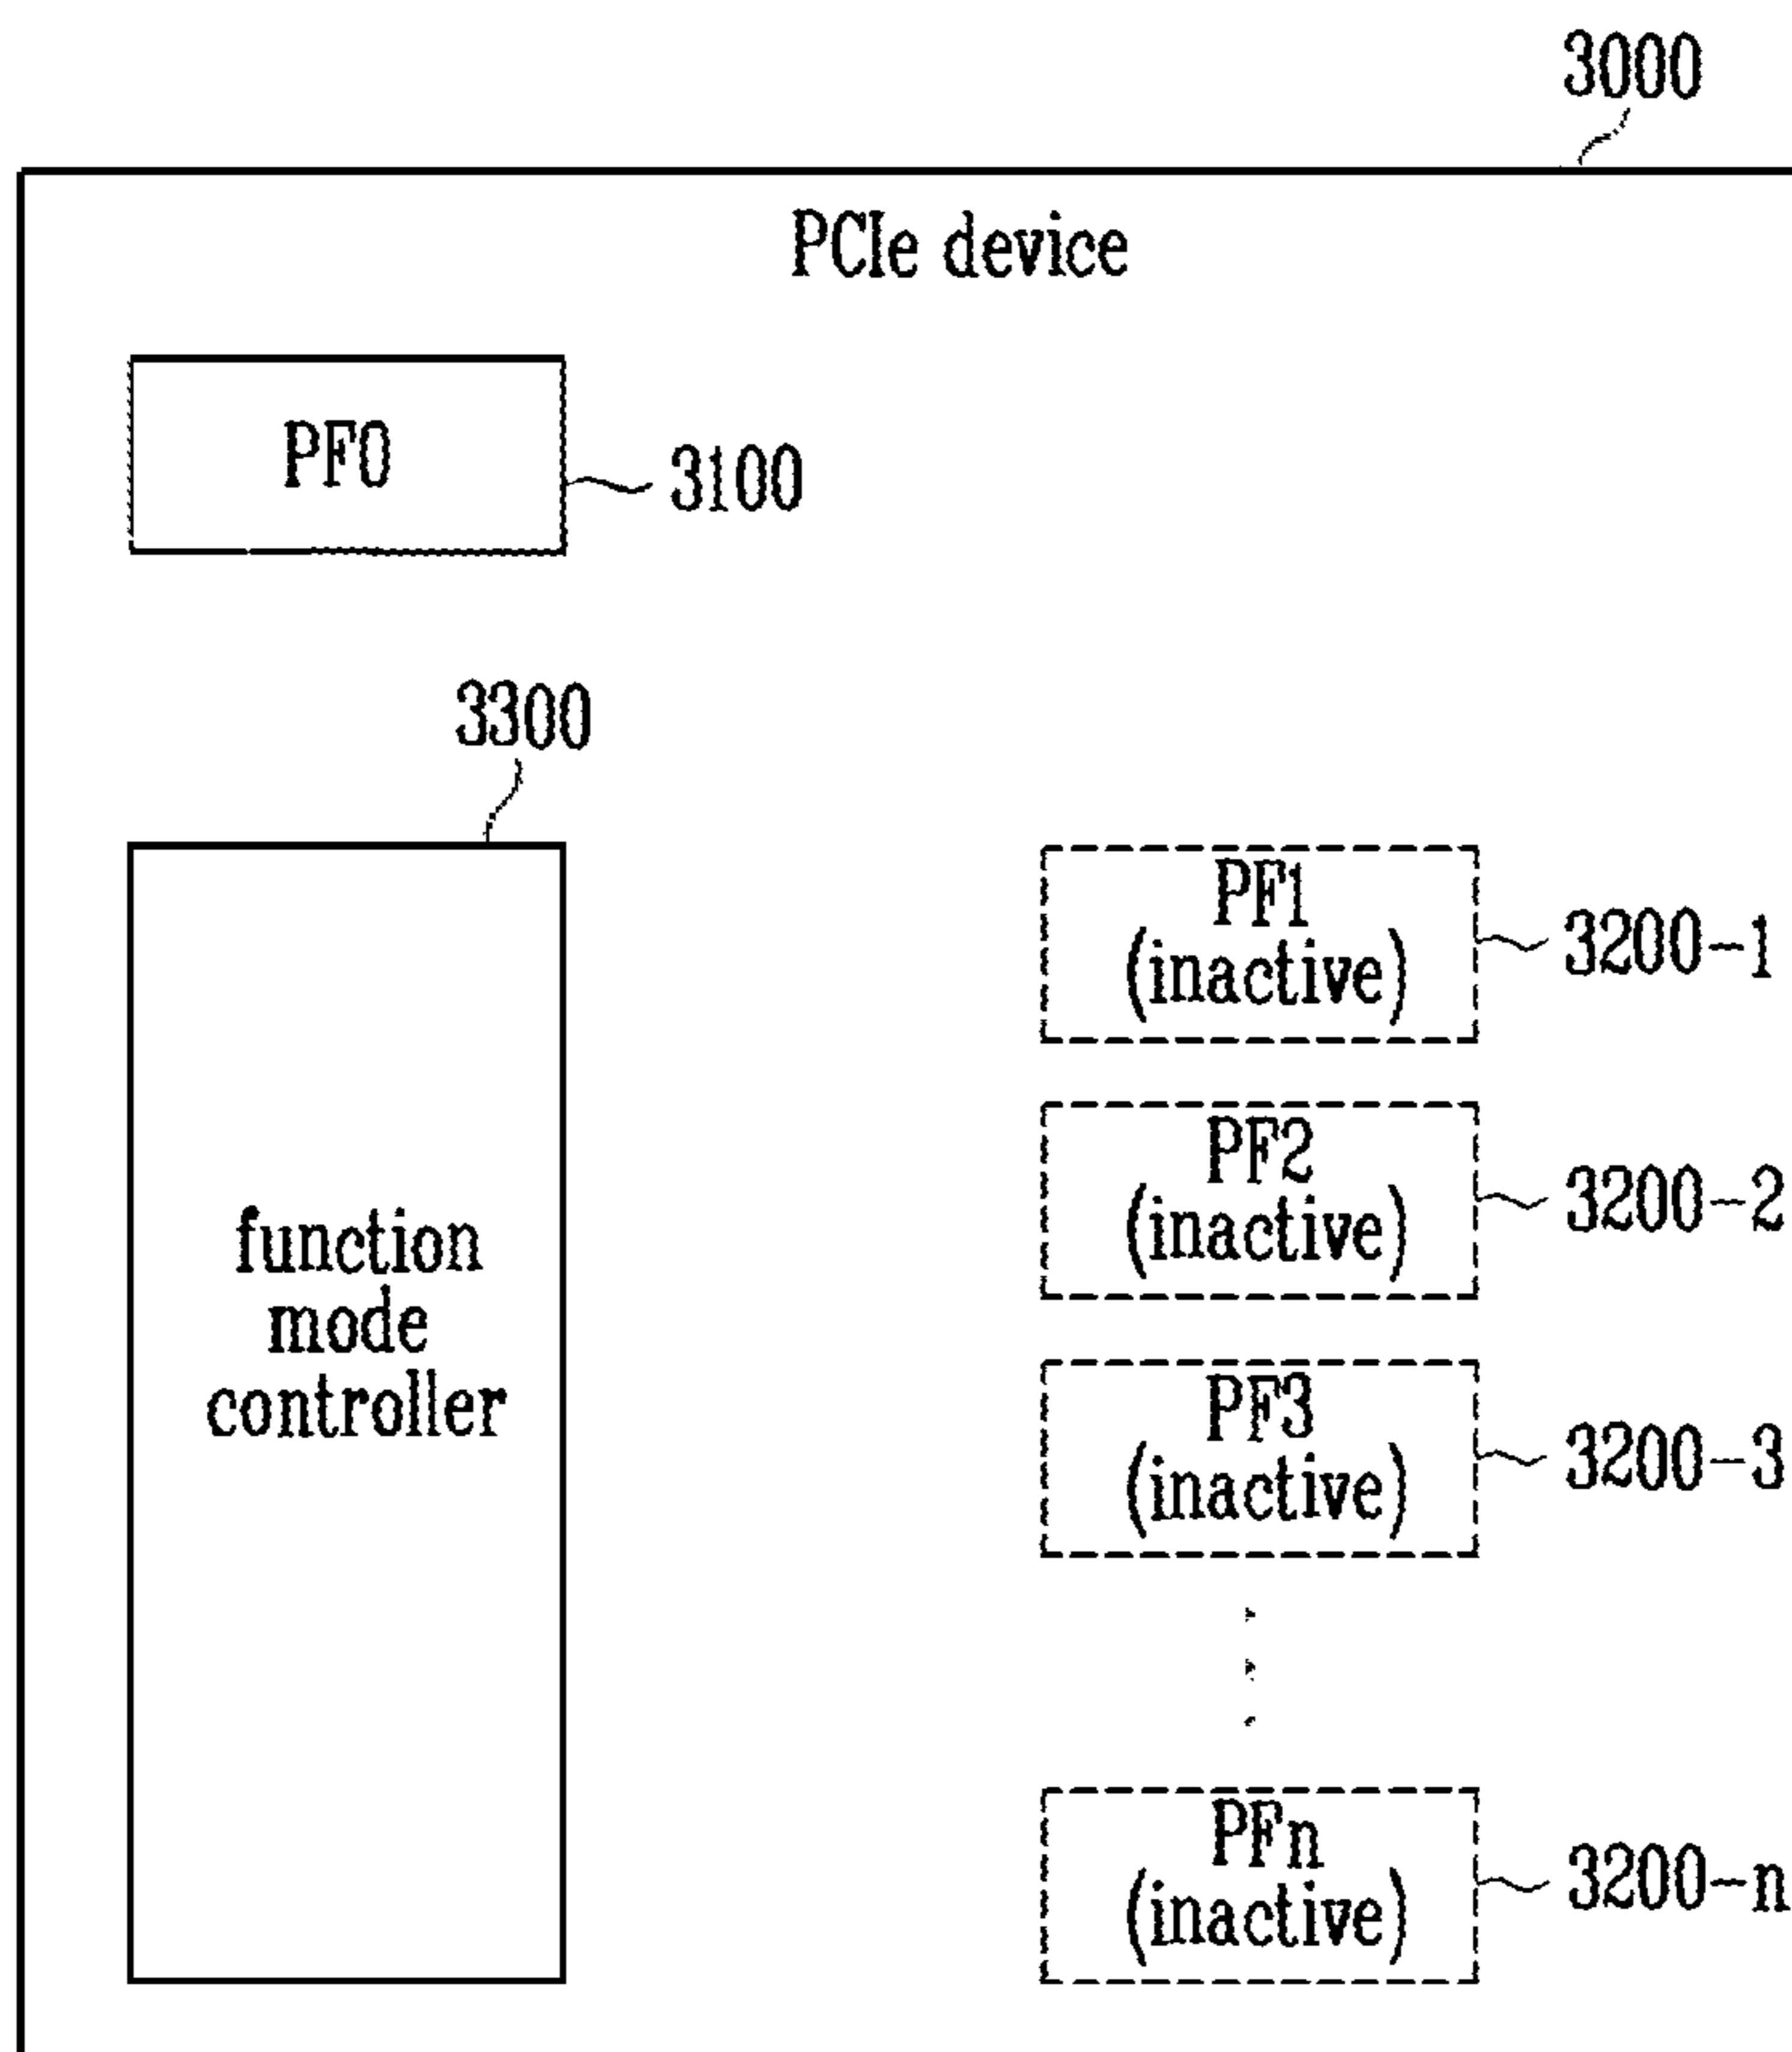 3000
PCIe device
PF0
3100
3300
function
mode
controller
PF1
(inactive)
3200-1
PF2
(inactive)
3200-2
PF3
(inactive)
3200-3
PFn
(inactive)
3200-n